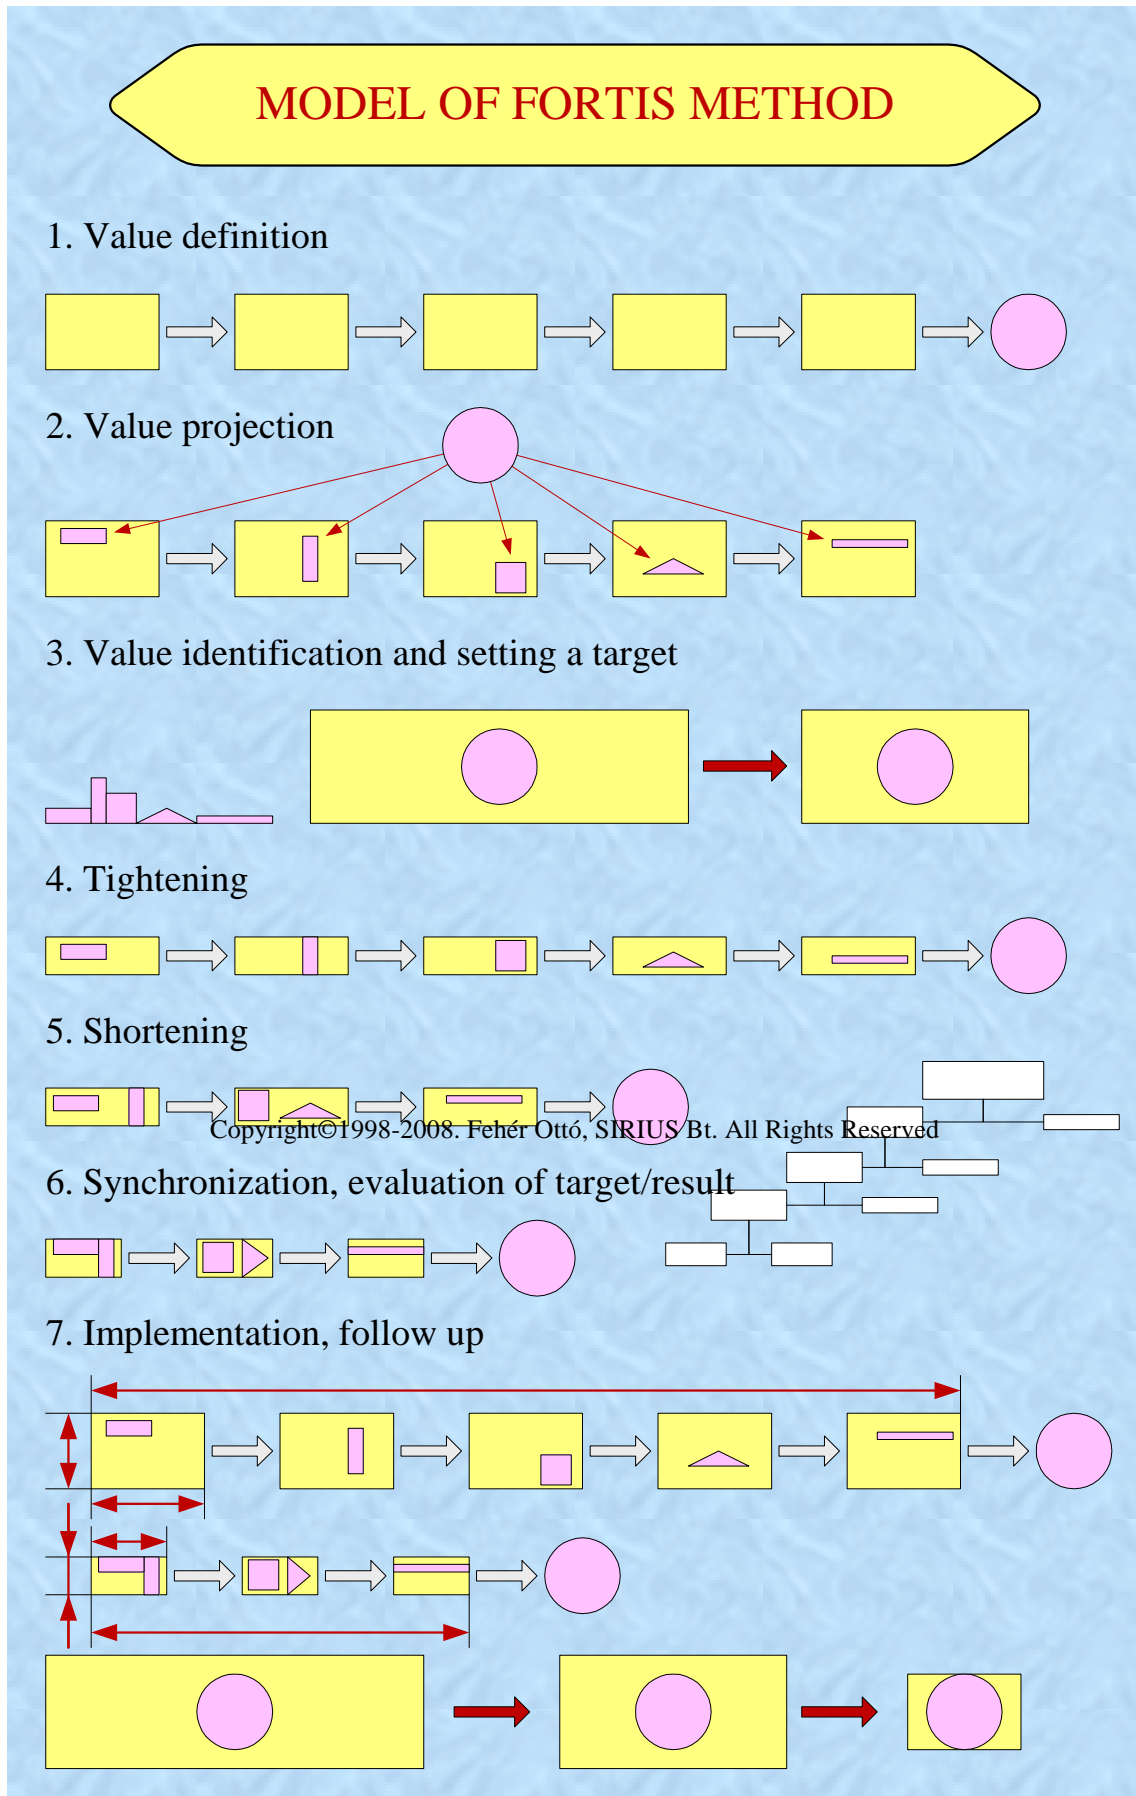 MODEL OF FORTIS METHOD
1. Value definition
2. Value projection
3. Value identification and setting a target
4. Tightening
5. Shortening
Copyright©1998-2008. Fehér Ottó, SIRIUS Bt. All Rights Reserved
6. Synchronization, evaluation of target/result
7. Implementation, follow up